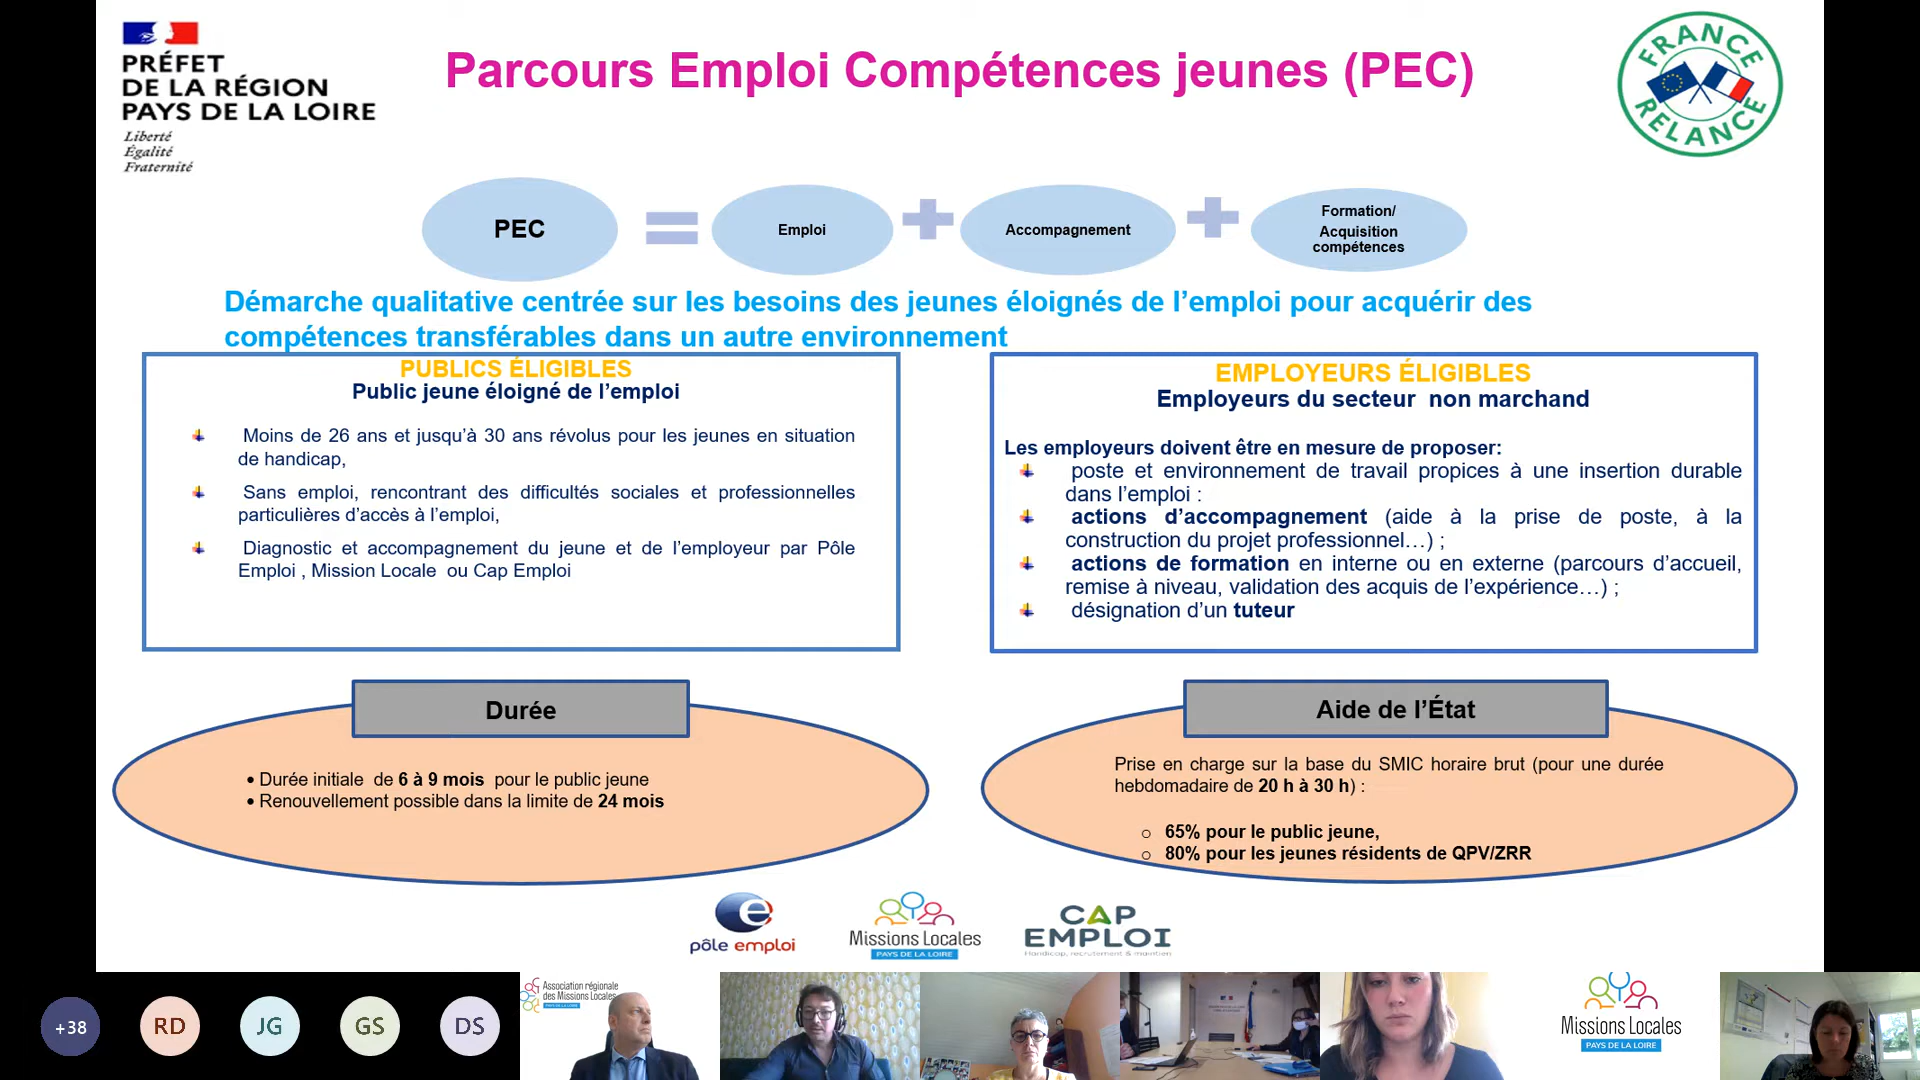 PRÉFET
DE LA RÉGION
PAYS DE LA LOIRE
Liberté
Égalité
Fraternité
Parcours Emploi Compétences jeunes (PEC)
FRANCE
RELANCE
PEC
Emploi
Accompagnement
Formation/
Acquisition
compétences
Démarche qualitative centrée sur les besoins des jeunes éloignés de l’emploi pour acquérir des
compétences transférables dans un autre environnement
PUBLICS ÉLIGIBLES
Public jeune éloigné de l’emploi
Moins de 26 ans et jusqu’à 30 ans révolus pour les jeunes en situation
de handicap,
Sans emploi, rencontrant des difficultés sociales et professionnelles
particulières d’accès à l’emploi,
Diagnostic et accompagnement du jeune et de l’employeur par Pôle
Emploi , Mission Locale ou Cap Emploi
EMPLOYEURS ÉLIGIBLES
Employeurs du secteur non marchand
Les employeurs doivent être en mesure de proposer:
poste et environnement de travail propices à une insertion durable
dans l’emploi :
actions d’accompagnement (aide à la prise de poste, à la
construction du projet professionnel…) ;
actions de formation en interne ou en externe (parcours d’accueil,
remise à niveau, validation des acquis de l’expérience…) ;
désignation d’un tuteur
Durée
• Durée initiale de 6 à 9 mois pour le public jeune
• Renouvellement possible dans la limite de 24 mois
Aide de l’État
Prise en charge sur la base du SMIC horaire brut (pour une durée
hebdomadaire de 20 h à 30 h) :
o 65% pour le public jeune,
o 80% pour les jeunes résidents de QPV/ZRR
pôle emploi
Missions Locales
PAYS DE LA LOIRE
CAP
EMPLOI
Handicap, recrutement & maintien
+38
RD
JG
GS
DS
Association régionale
des Missions Locales
PAYS DE LA LOIRE
Missions Locales
PAYS DE LA LOIRE